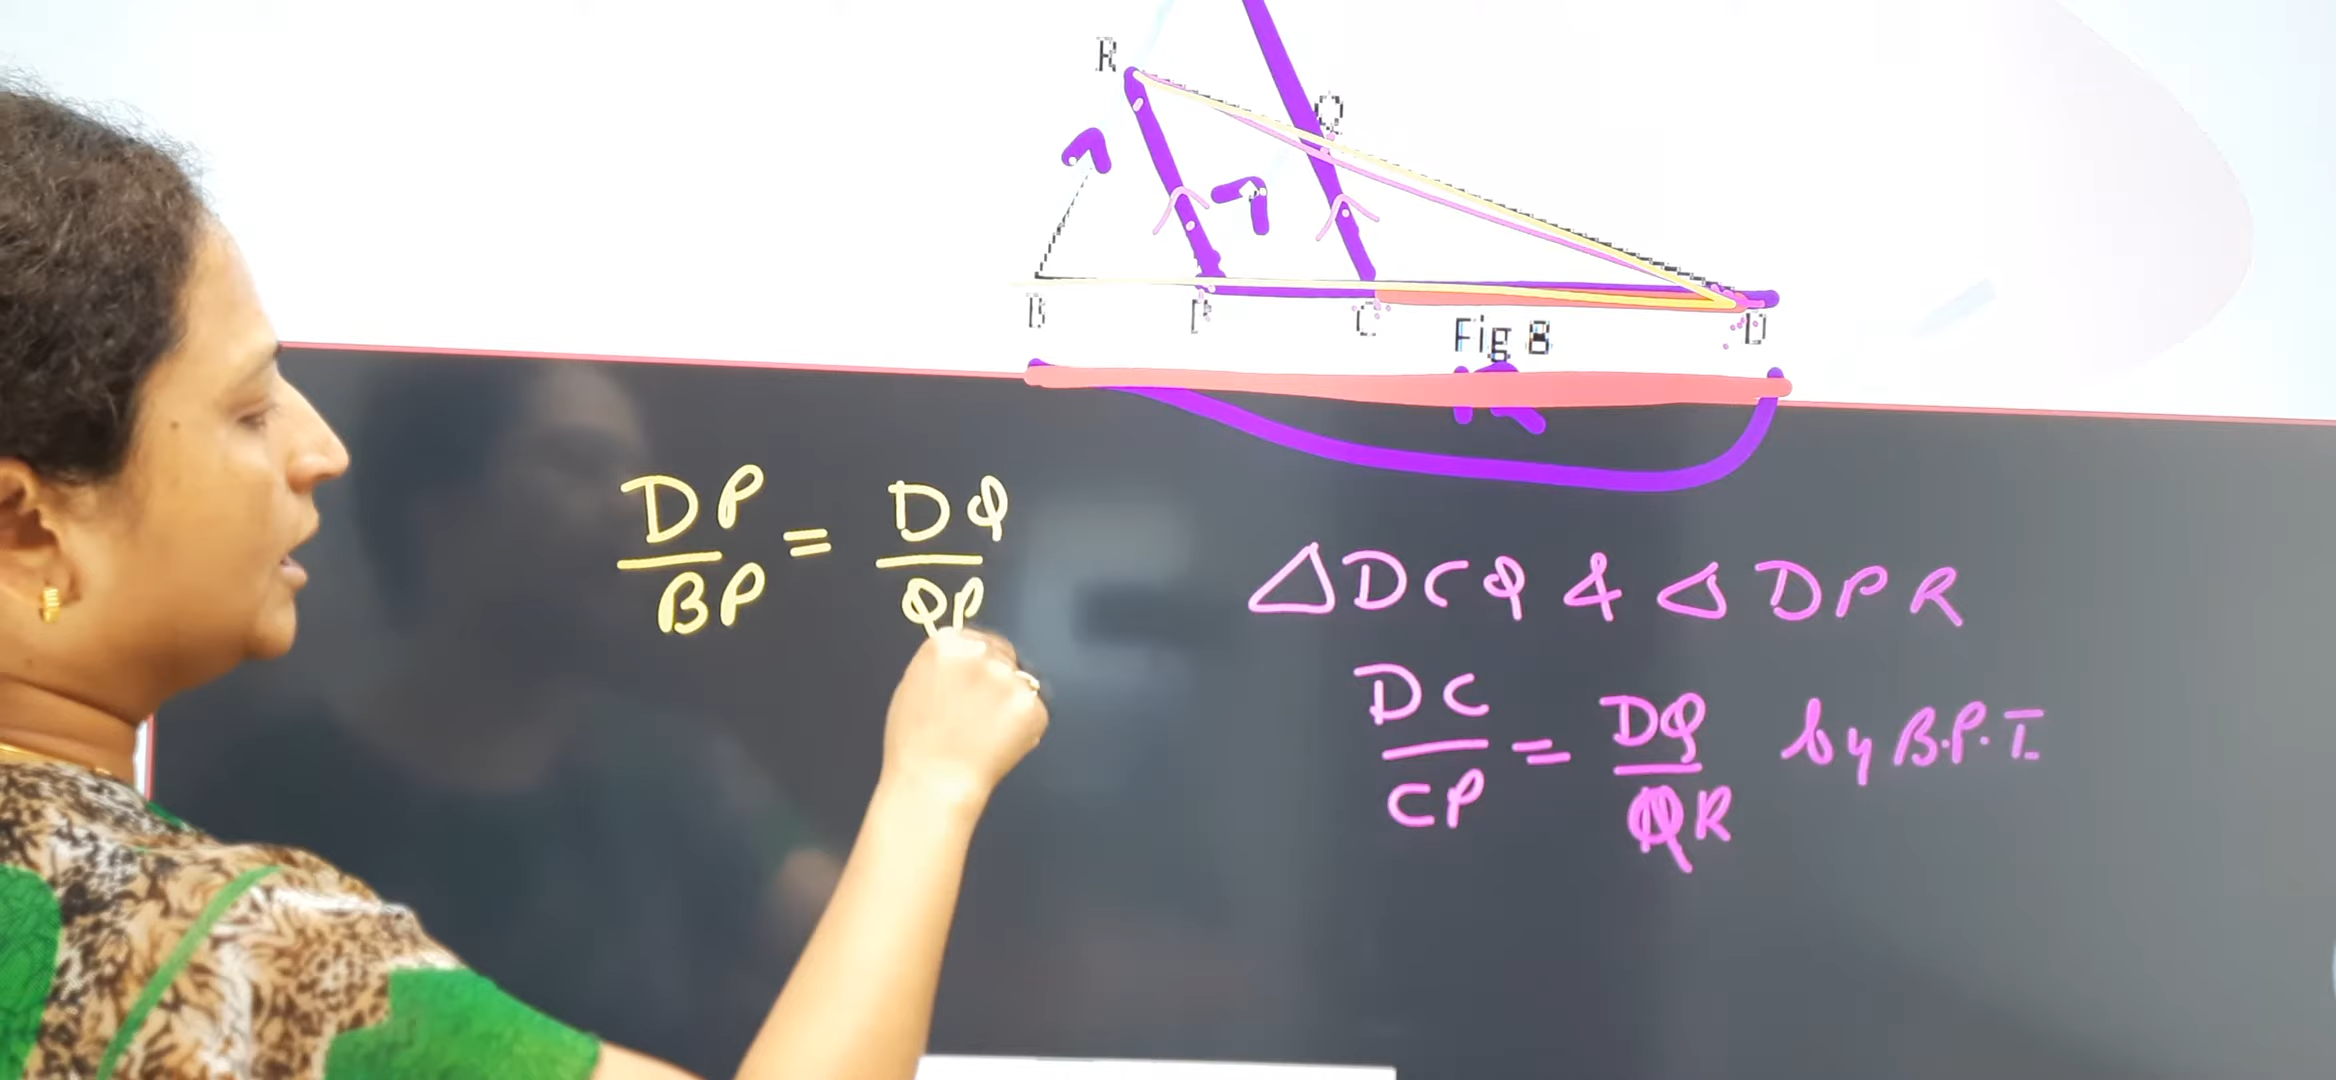 R
Q
B P C D
Fig 8
DP/BP = DQ/QP
△DCQ & △DPR
DC/CP = DQ/QR by B.P.T.